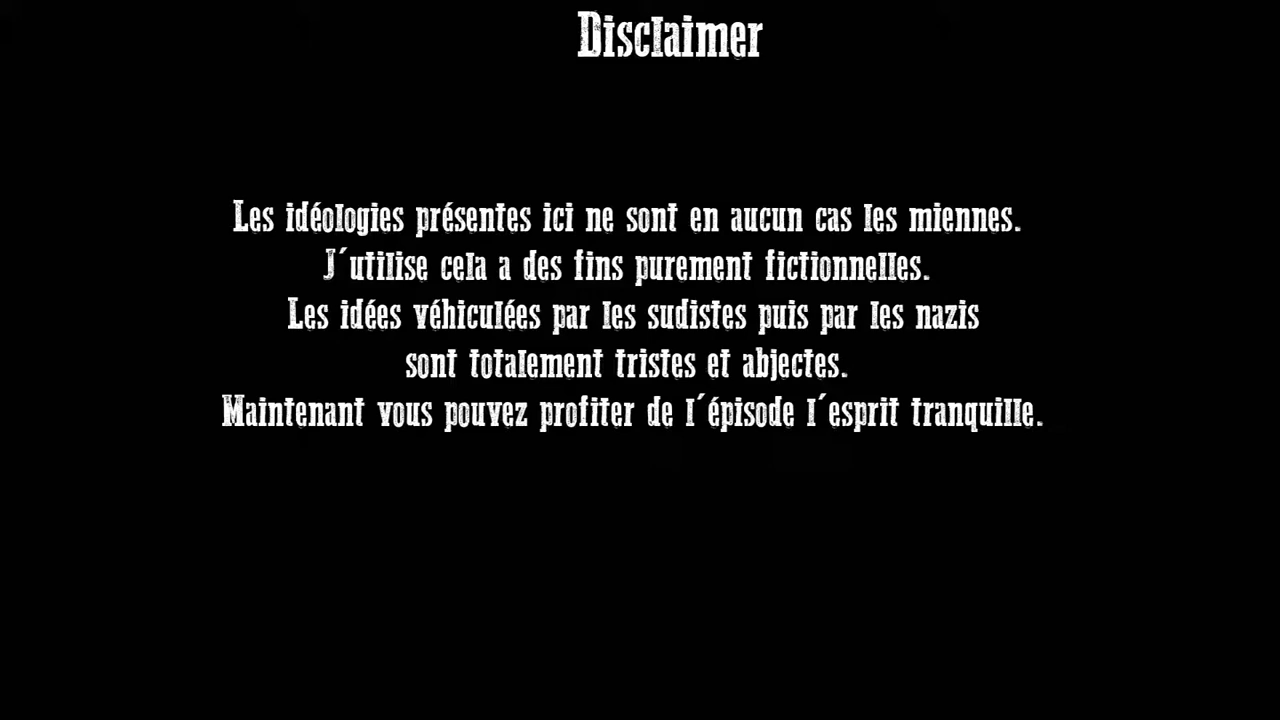 Disclaimer
Les idéologies présentes ici ne sont en aucun cas les miennes.
J´utilise cela a des fins purement fictionnelles.
Les idées véhiculées par les sudistes puis par les nazis
sont totalement tristes et abjectes.
Maintenant vous pouvez profiter de l´épisode l´esprit tranquille.